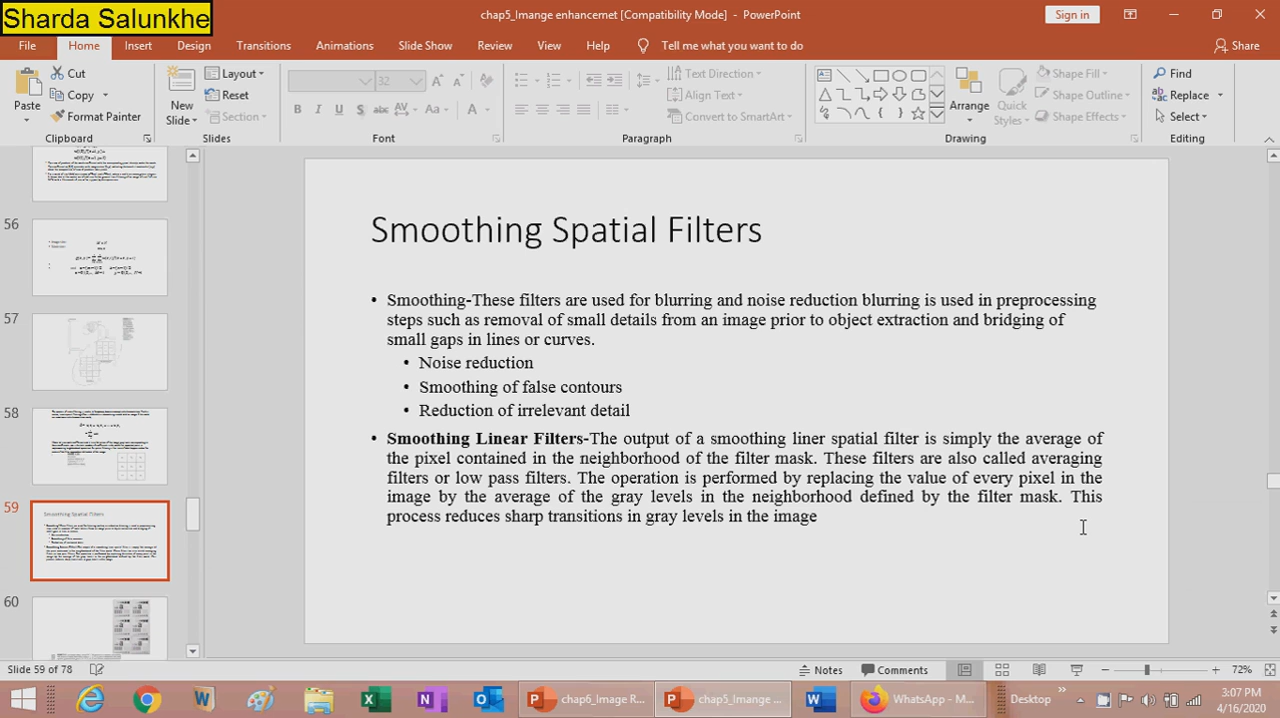 Sharda Salunkhe
chap5_Imange enhancemet [Compatibility Mode] - PowerPoint
Sign in
File Home Insert Design Transitions Animations Slide Show Review View Help Tell me what you want to do Share
Paste
Cut
Copy
Format Painter
Clipboard
New Slide
Layout
Reset
Section
Slides
32
B I U S abc AV Aa A
Font
Text Direction
Align Text
Convert to SmartArt
Paragraph
Arrange
Quick Styles
Shape Fill
Shape Outline
Shape Effects
Drawing
Find
Replace
Select
Editing
56
57
58
59
Smoothing Spatial Filters
60
Smoothing Spatial Filters
• Smoothing-These filters are used for blurring and noise reduction blurring is used in preprocessing
steps such as removal of small details from an image prior to object extraction and bridging of
small gaps in lines or curves.
• Noise reduction
• Smoothing of false contours
• Reduction of irrelevant detail
• Smoothing Linear Filters-The output of a smoothing liner spatial filter is simply the average of
the pixel contained in the neighborhood of the filter mask. These filters are also called averaging
filters or low pass filters. The operation is performed by replacing the value of every pixel in the
image by the average of the gray levels in the neighborhood defined by the filter mask. This
process reduces sharp transitions in gray levels in the image
Slide 59 of 78
Notes Comments 72%
chap6_Image R... chap5_Imange ... WhatsApp - M... Desktop
3:07 PM
4/16/2020